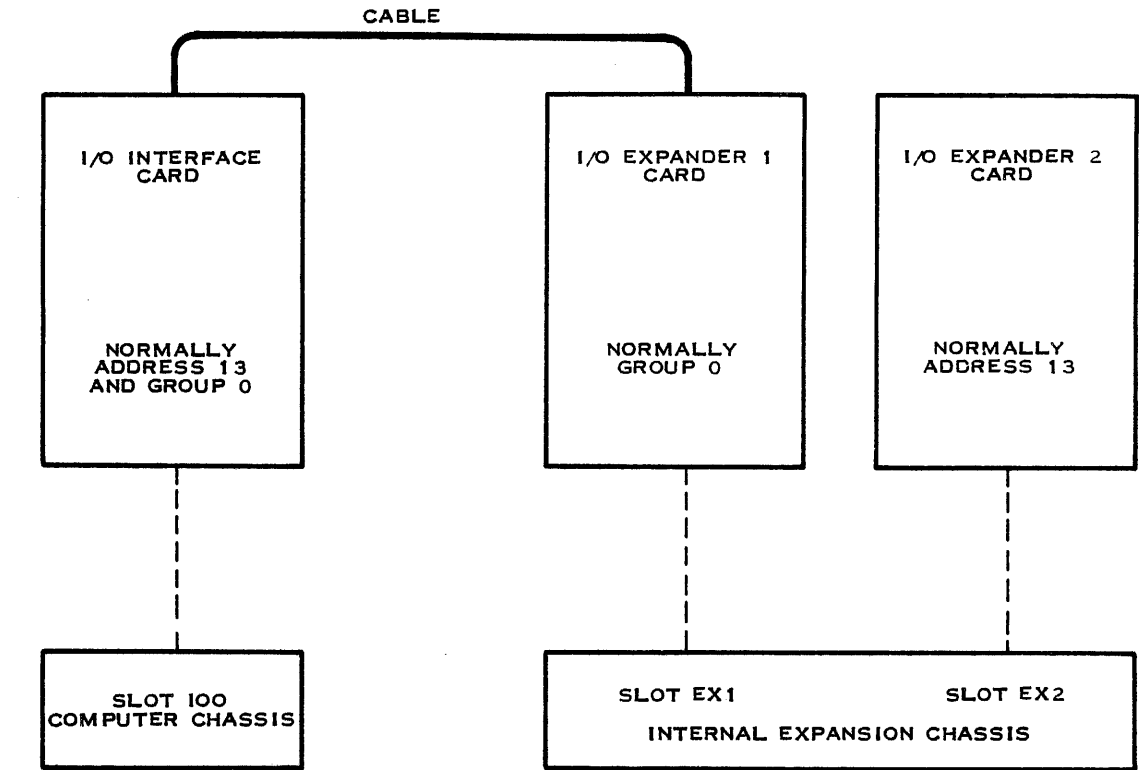 CABLE
I/O INTERFACE
CARD
NORMALLY
ADDRESS 13
AND GROUP 0
I/O EXPANDER 1
CARD
NORMALLY
GROUP 0
I/O EXPANDER 2
CARD
NORMALLY
ADDRESS 13
SLOT IOO
COMPUTER CHASSIS
SLOT EX1
SLOT EX2
INTERNAL EXPANSION CHASSIS